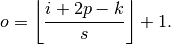 o = ⌊(i + 2p − k)/s⌋ + 1.